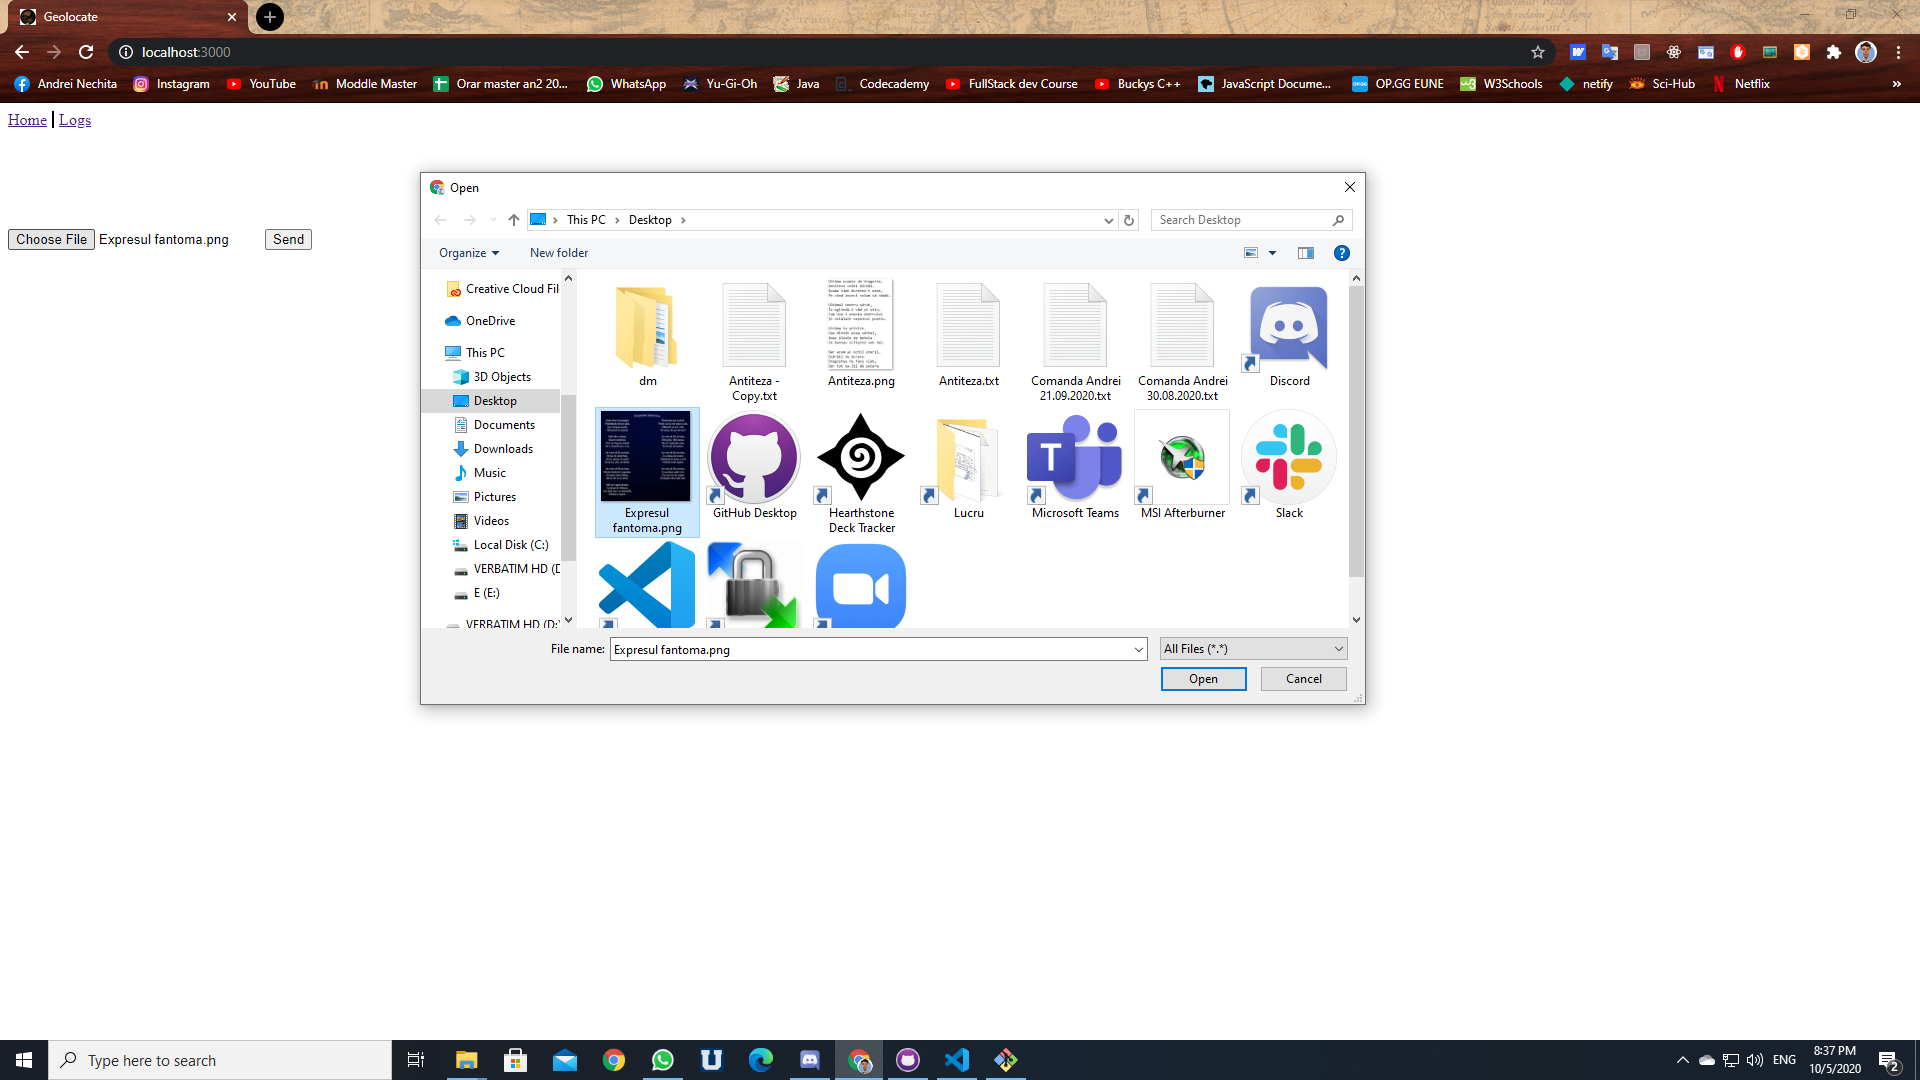 Geolocate
localhost:3000
Andrei Nechita Instagram YouTube Moddle Master Orar master an2 20... WhatsApp Yu-Gi-Oh Java Codecademy FullStack dev Course Buckys C++ JavaScript Docume... OP.GG EUNE W3Schools netify Sci-Hub Netflix »
Home | Logs
Choose File Expresul fantoma.png Send
Open
This PC > Desktop >
Search Desktop
Organize New folder
Creative Cloud Fil
OneDrive
This PC
3D Objects
Desktop
Documents
Downloads
Music
Pictures
Videos
Local Disk (C:)
VERBATIM HD (D
E (E:)
VERBATIM HD (D:)
dm
Antiteza -
Copy.txt
Antiteza.png
Antiteza.txt
Comanda Andrei
21.09.2020.txt
Comanda Andrei
30.08.2020.txt
Discord
Expresul
fantoma.png
GitHub Desktop
Hearthstone
Deck Tracker
Lucru
Microsoft Teams
MSI Afterburner
Slack
File name: Expresul fantoma.png
All Files (*.*)
Open Cancel
Type here to search
ENG
8:37 PM
10/5/2020
2